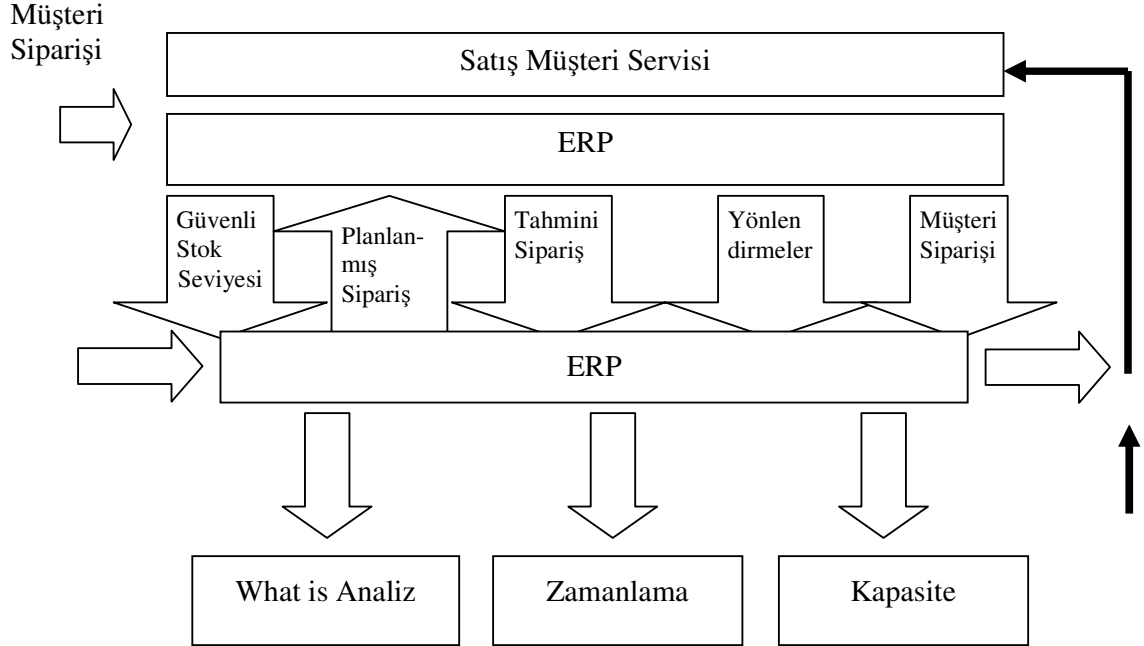 Müşteri
Siparişi
Satış Müşteri Servisi
ERP
Güvenli
Stok
Seviyesi
Planlan-
mış
Sipariş
Tahmini
Sipariş
Yönlen
dirmeler
Müşteri
Siparişi
ERP
What is Analiz
Zamanlama
Kapasite